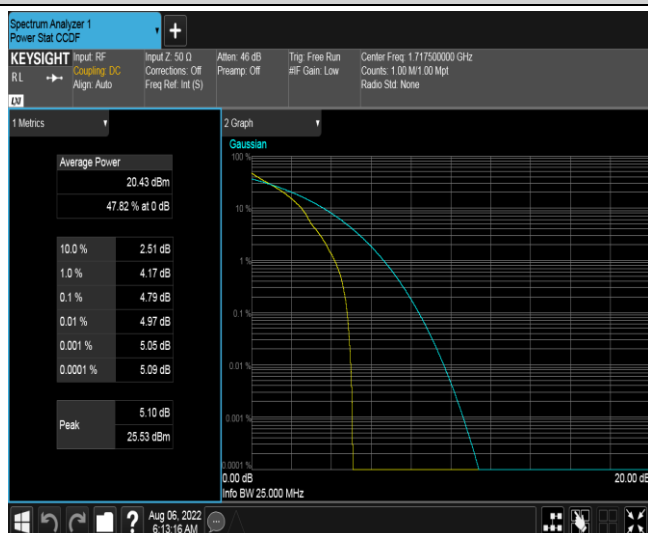 Spectrum Analyzer 1
Power Stat CCDF
+
KEYSIGHT
RL
LXI
Input: RF
Coupling: DC
Align: Auto
Input Z: 50 Ω
Corrections: Off
Freq Ref: Int (S)
Atten: 46 dB
Preamp: Off
Trig: Free Run
#IF Gain: Low
Center Freq: 1.717500000 GHz
Counts: 1.00 M/1.00 Mpt
Radio Std: None
1 Metrics
Average Power
20.43 dBm
47.82 % at 0 dB
10.0 % 2.51 dB
1.0 % 4.17 dB
0.1 % 4.79 dB
0.01 % 4.97 dB
0.001 % 5.05 dB
0.0001 % 5.09 dB
Peak
5.10 dB
25.53 dBm
2 Graph
Gaussian
100 %
10 %
1 %
0.1 %
0.01 %
0.001 %
0.0001 %
0.00 dB
20.00 dB
Info BW 25.000 MHz
?
Aug 06, 2022
6:13:16 AM